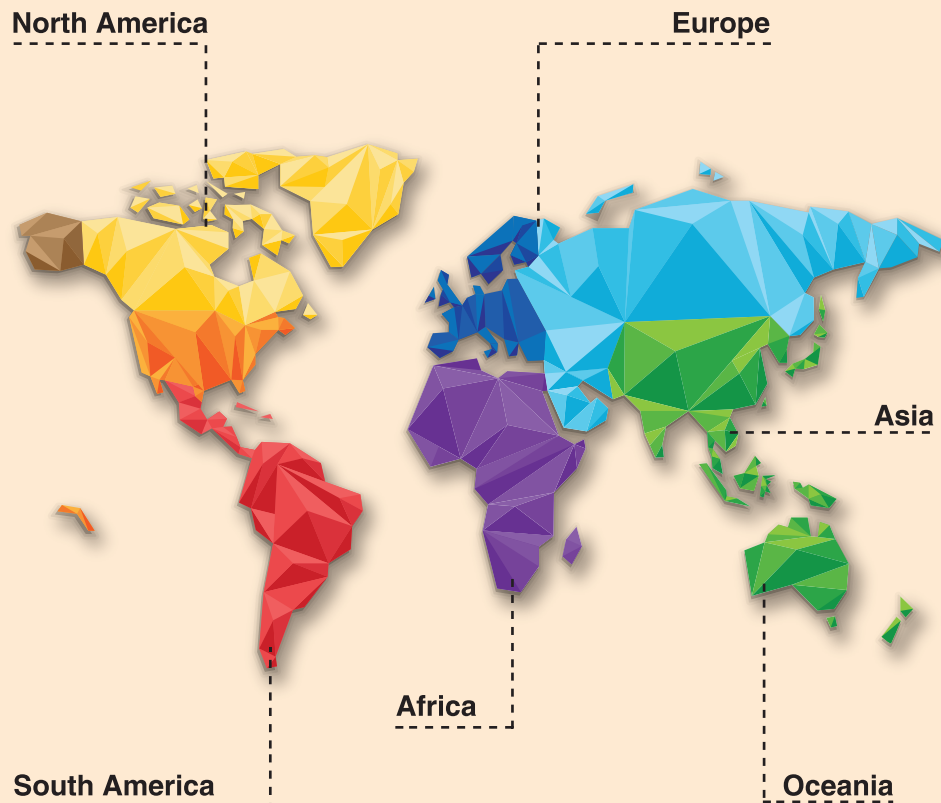 North America
Europe
Asia
Africa
South America
Oceania